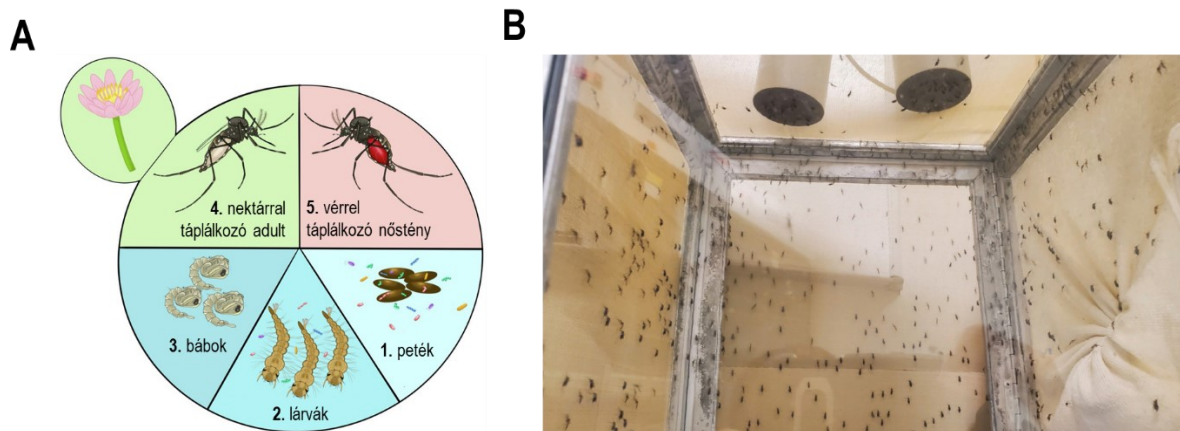 A
B
4. nektárral
táplálkozó adult
5. vérrel
táplálkozó nőstény
3. bábok
2. lárvák
1. peték